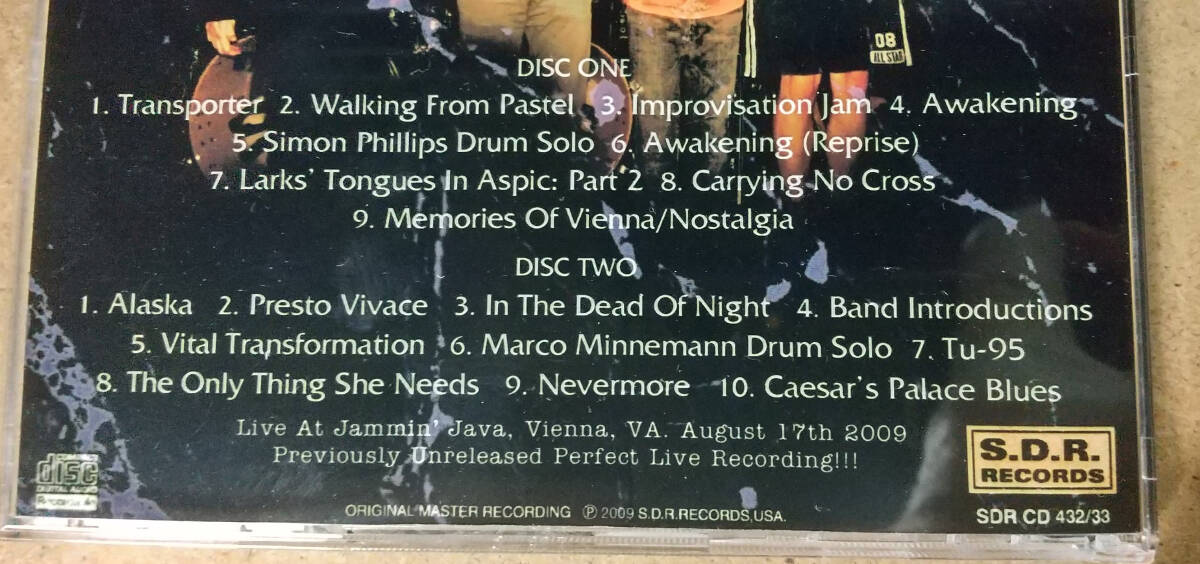 08
ALL STAR
DISC ONE
1. Transporter 2. Walking From Pastel 3. Improvisation Jam 4. Awakening
5. Simon Phillips Drum Solo 6. Awakening (Reprise)
7. Larks' Tongues In Aspic: Part 2 8. Carrying No Cross
9. Memories Of Vienna/Nostalgia
DISC TWO
1. Alaska 2. Presto Vivace 3. In The Dead Of Night 4. Band Introductions
5. Vital Transformation 6. Marco Minnemann Drum Solo 7. Tu-95
8. The Only Thing She Needs 9. Nevermore 10. Caesar's Palace Blues
Live At Jammin' Java, Vienna, VA. August 17th 2009
Previously Unreleased Perfect Live Recording!!!
COMPACT
disc
DIGITAL AUDIO
S.D.R.
RECORDS
ORIGINAL MASTER RECORDING ℗ 2009 S.D.R.RECORDS,USA.
SDR CD 432/33